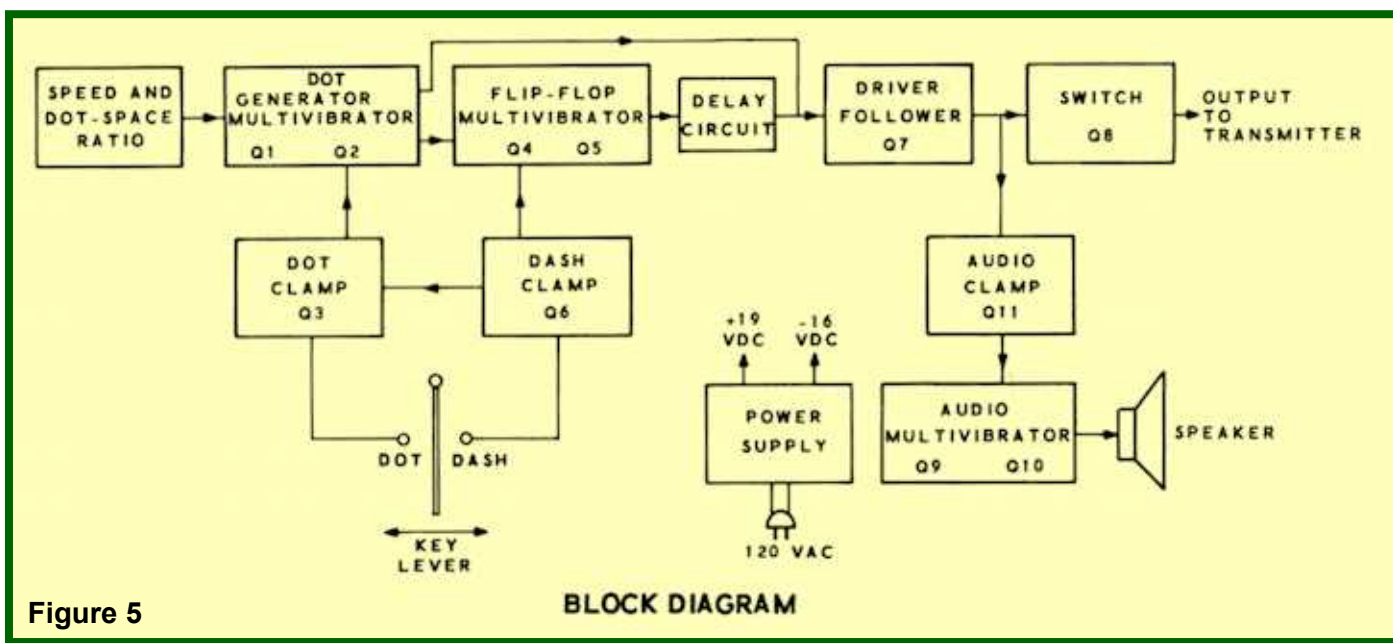 SPEED AND
DOT-SPACE
RATIO
DOT
GENERATOR
MULTIVIBRATOR
Q1 Q2
FLIP-FLOP
MULTIVIBRATOR
Q4 Q5
DELAY
CIRCUIT
DRIVER
FOLLOWER
Q7
SWITCH
Q8
OUTPUT
TO
TRANSMITTER
DOT
CLAMP
Q3
DASH
CLAMP
Q6
AUDIO
CLAMP
Q11
+19
VDC
-16
VDC
POWER
SUPPLY
120 VAC
AUDIO
MULTIVIBRATOR
Q9 Q10
SPEAKER
DOT DASH
KEY
LEVER
Figure 5
BLOCK DIAGRAM